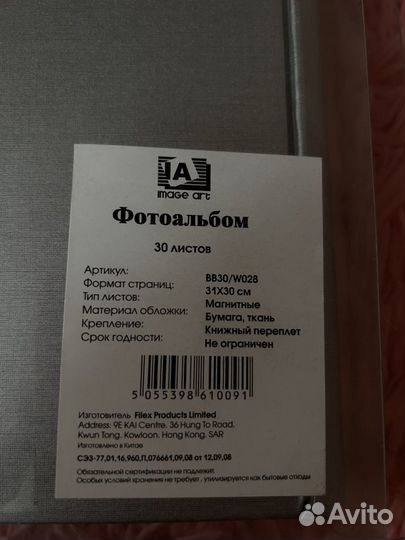 IA
image art
Фотоальбом
30 листов
Артикул: BB30/W028
Формат страниц: 31X30 см
Тип листов: Магнитные
Материал обложки: Бумага, ткань
Крепление: Книжный переплет
Срок годности: Не ограничен
5 055398 610091
Изготовитель Filex Products Limited
Address: 9E KAI Centre, 36 Hung To Road,
Kwun Tong, Kowloon, Hong Kong, SAR
Изготовлено в Китае
СЭЗ-77,01,16,960,П,076661,09,08 от 12,09,08
Обязательной сертификации не подлежит
Особых условий хранения не требует, утилизируется как бытовые отходы
Avito